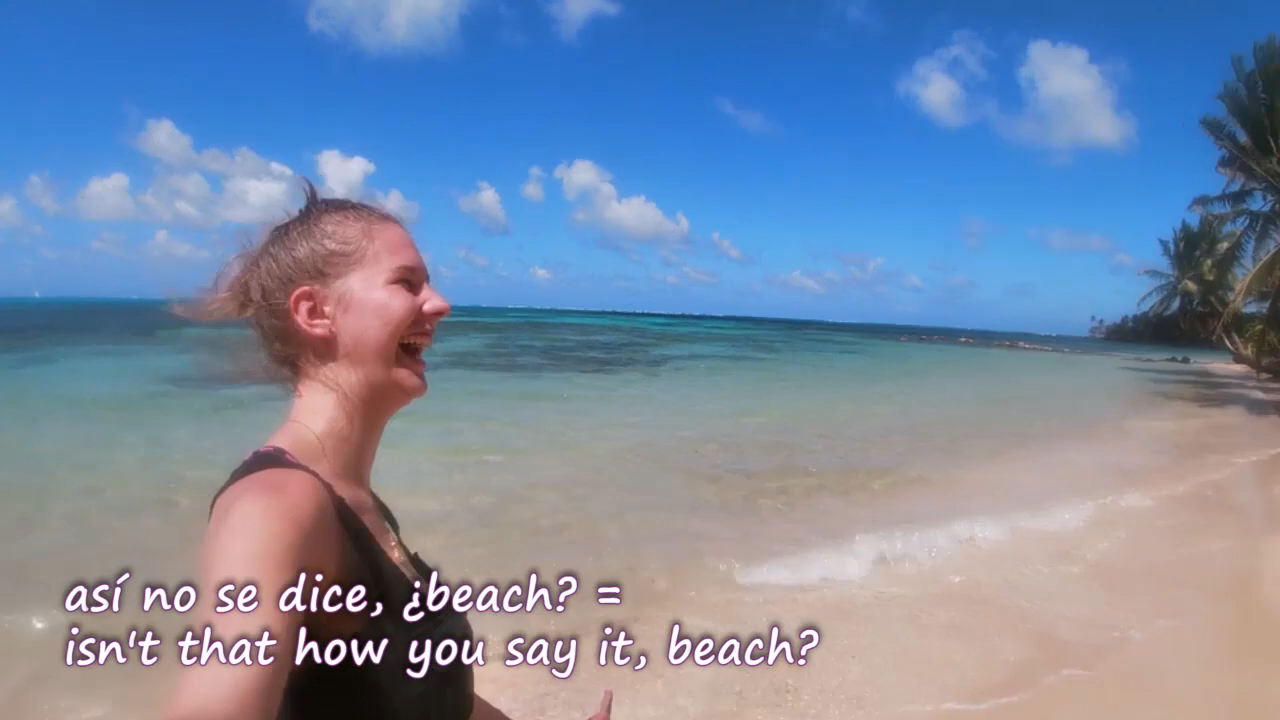 así no se dice, ¿beach? =
isn't that how you say it, beach?